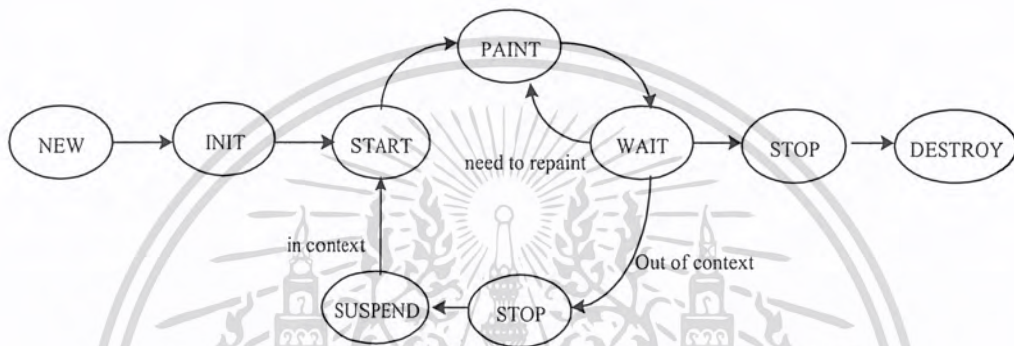 PAINT
NEW
INIT
START
WAIT
STOP
DESTROY
need to repaint
in context
Out of context
SUSPEND
STOP